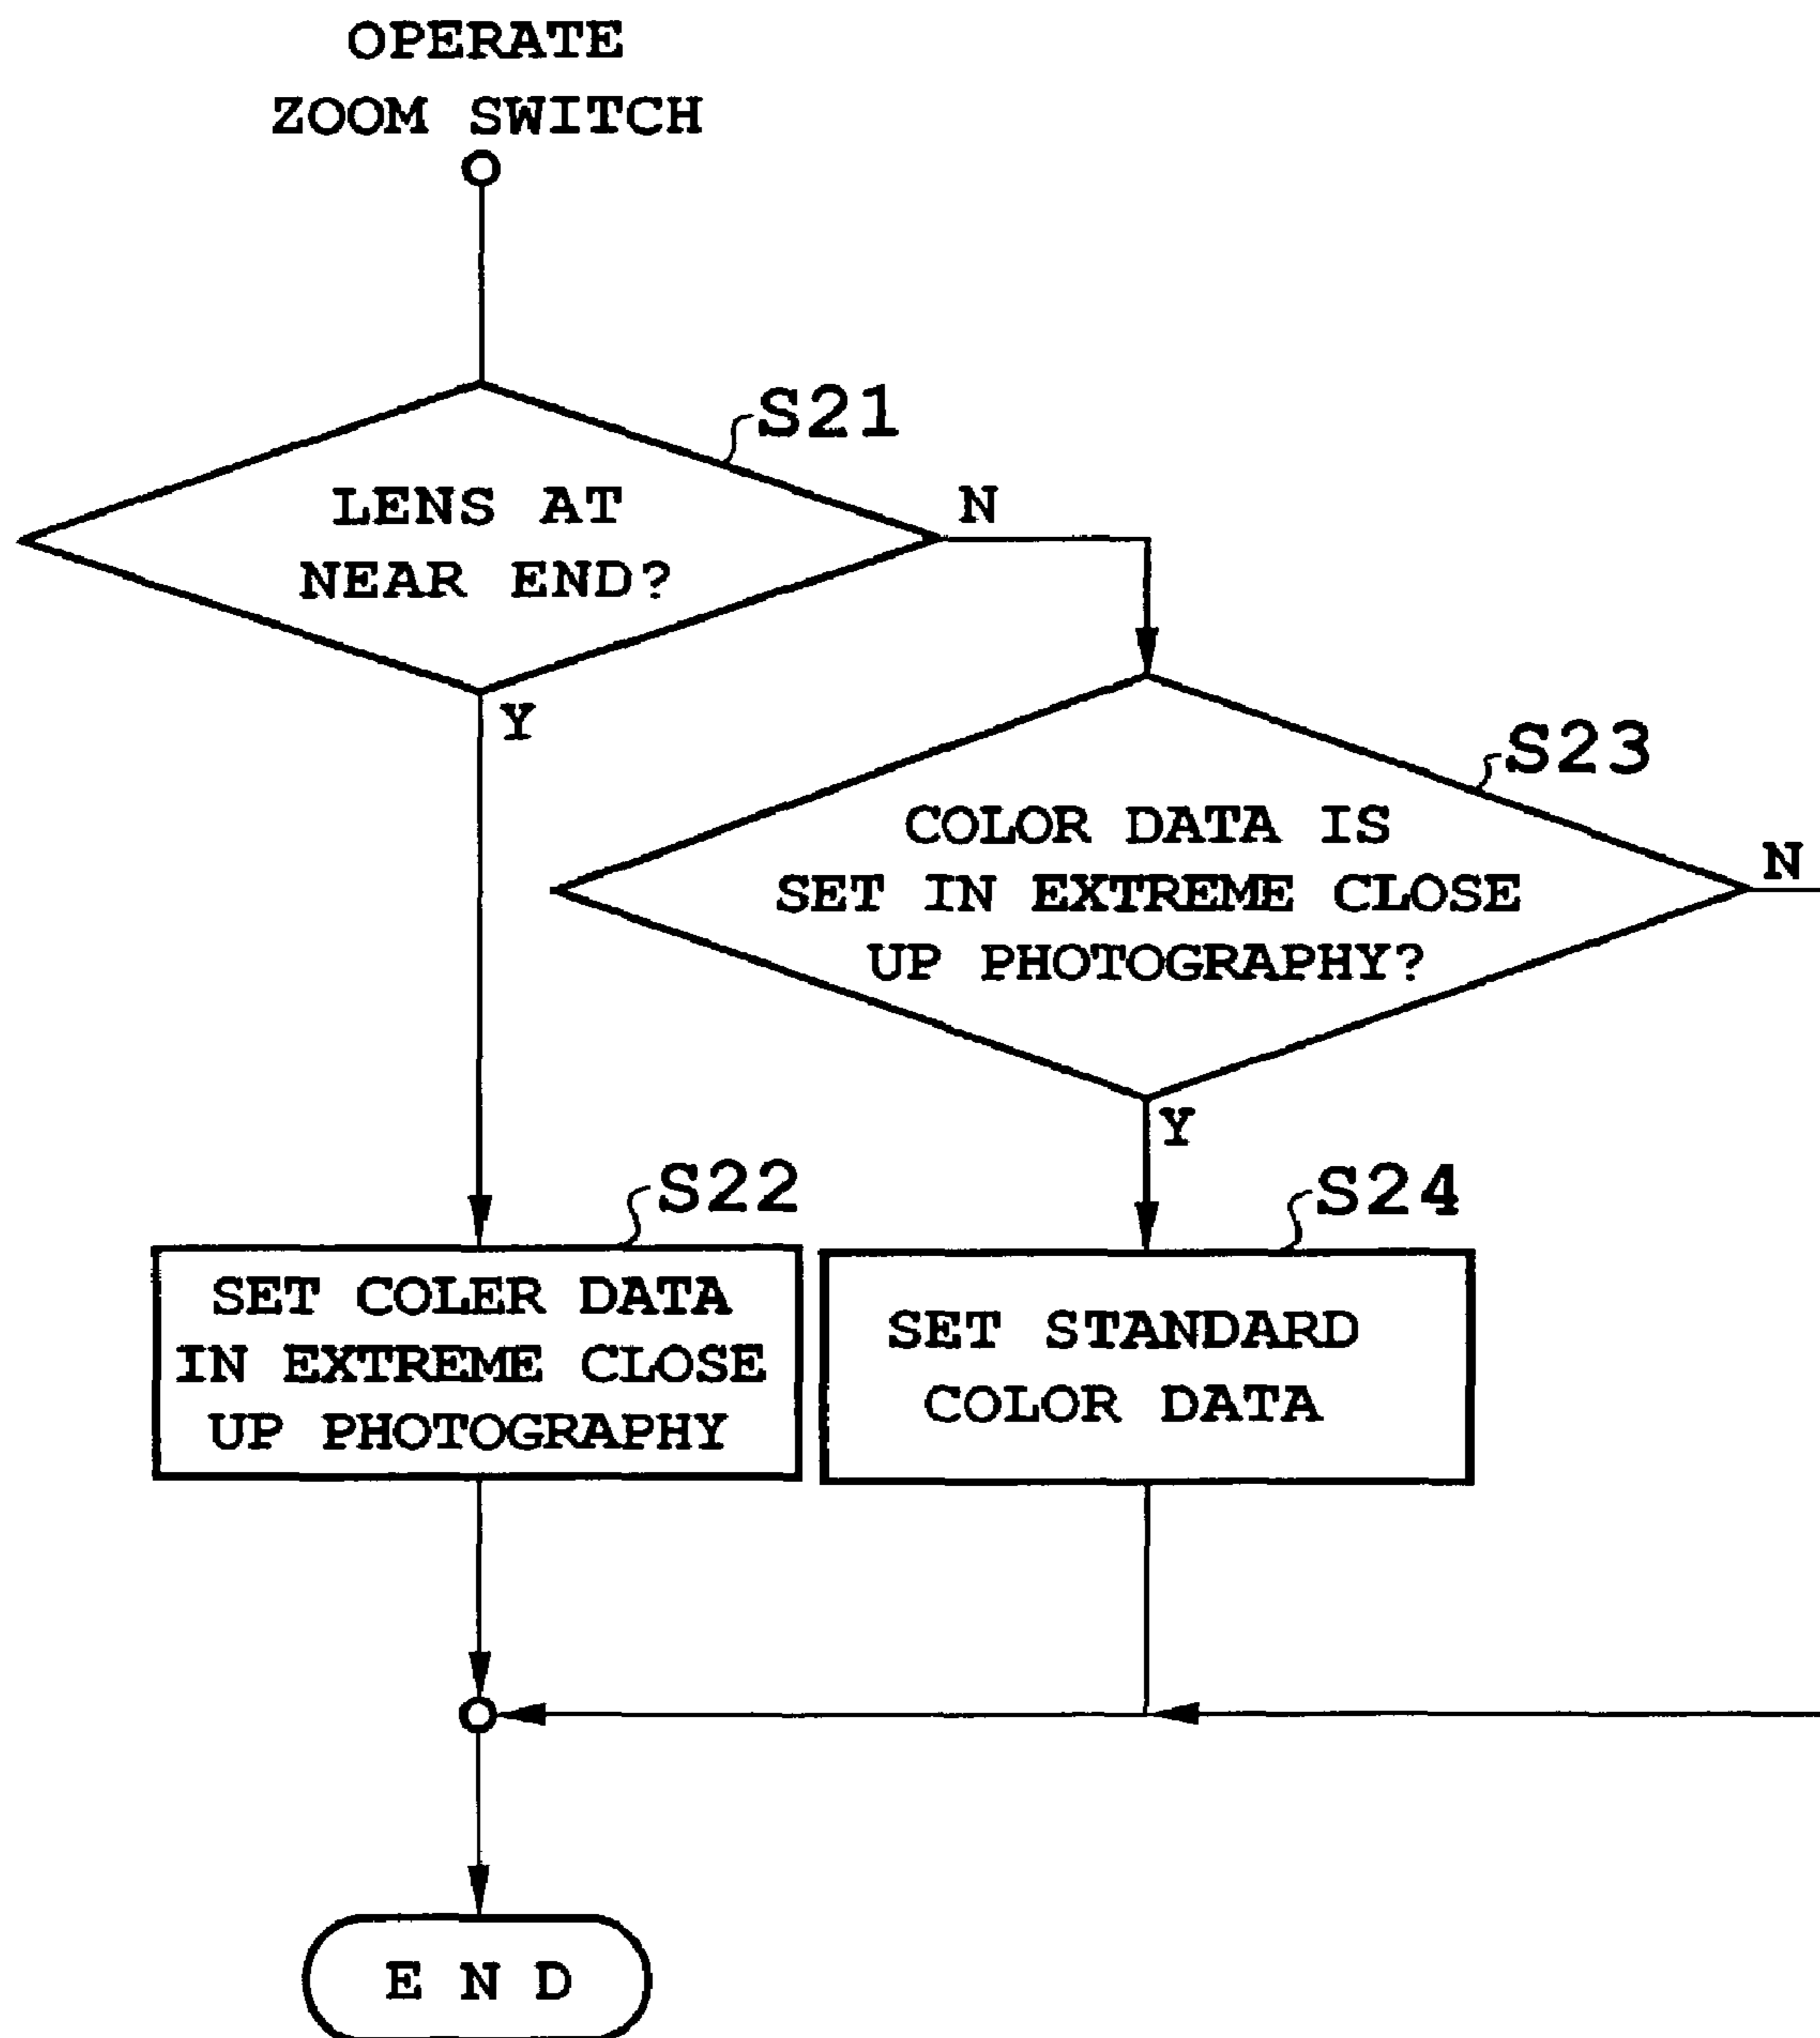 OPERATE
ZOOM SWITCH
S21
LENS AT
NEAR END?
N
Y
S23
COLOR DATA IS
SET IN EXTREME CLOSE
UP PHOTOGRAPHY?
N
Y
S22
SET COLER DATA
IN EXTREME CLOSE
UP PHOTOGRAPHY
S24
SET STANDARD
COLOR DATA
END